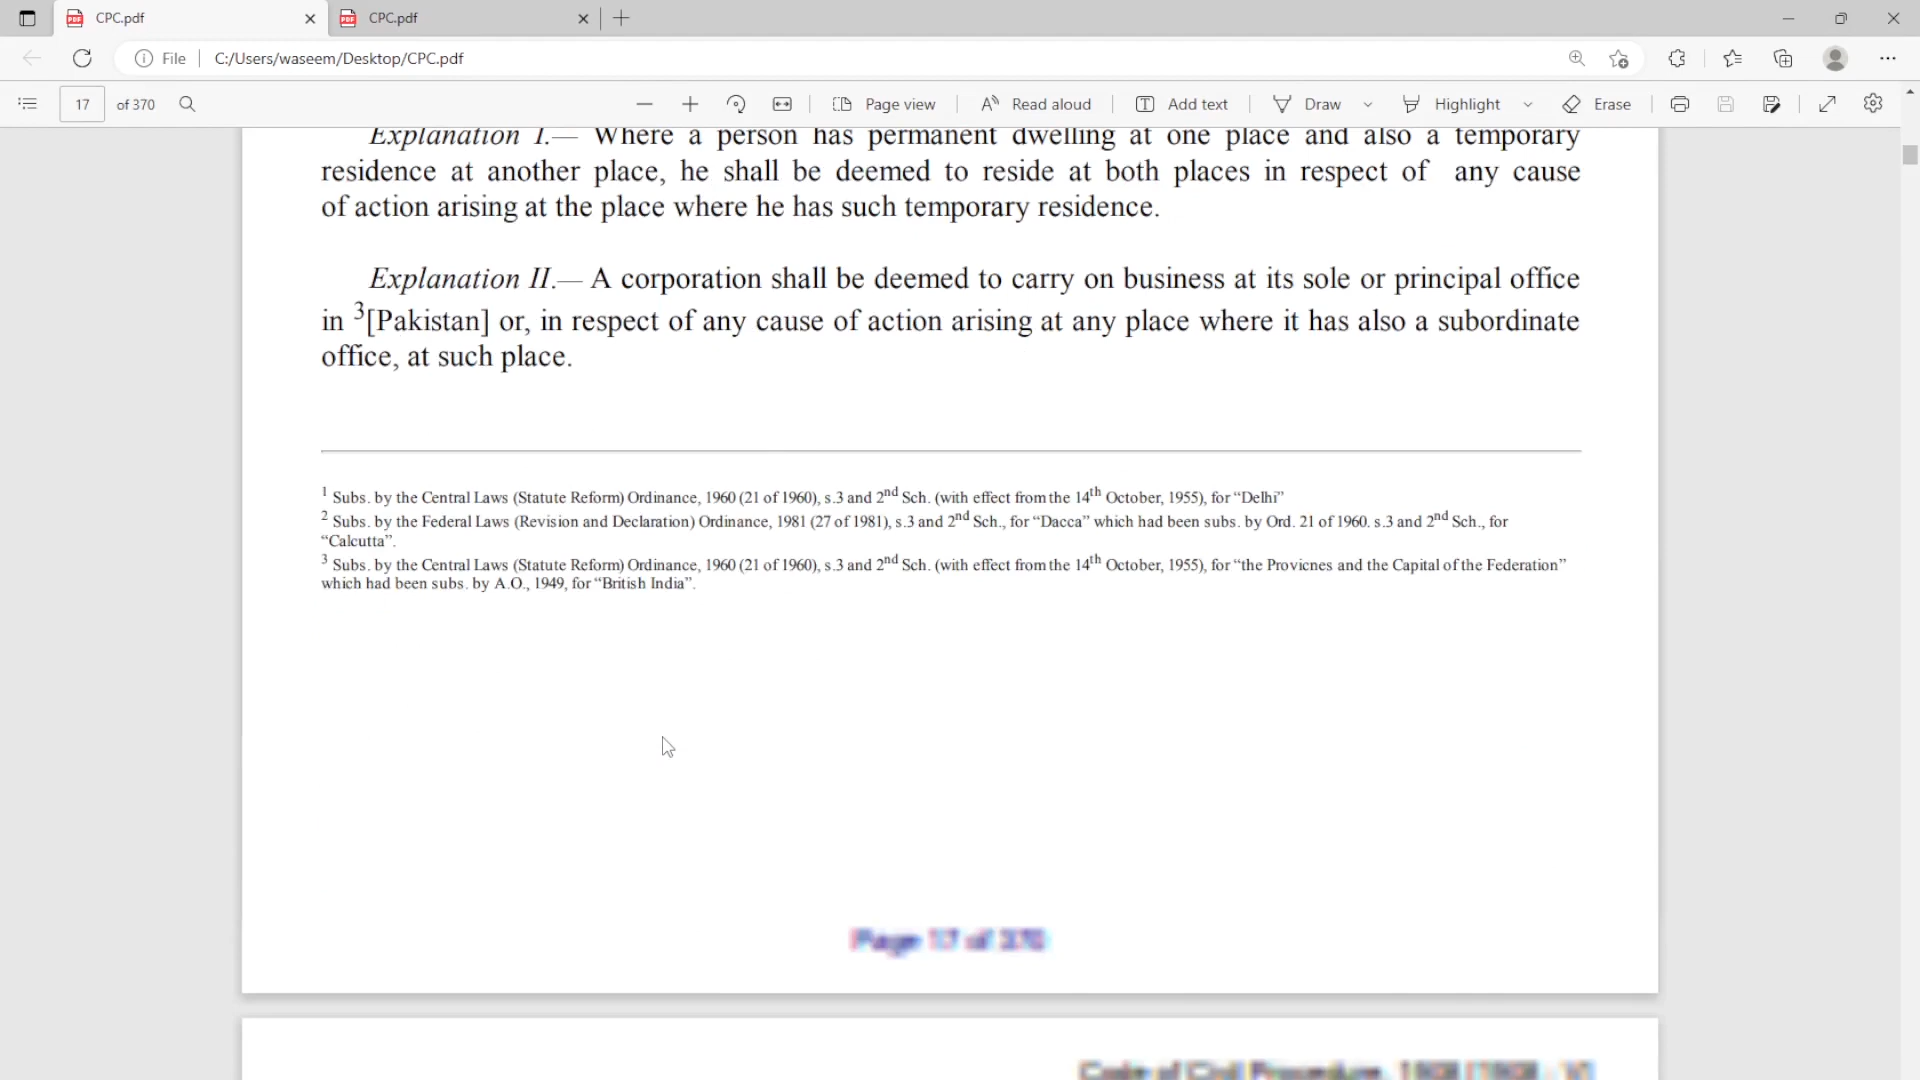 CPC.pdf
CPC.pdf
File
C:/Users/waseem/Desktop/CPC.pdf
17 of 370
Page view
Read aloud
Add text
Draw
Highlight
Erase
Explanation I.— Where a person has permanent dwelling at one place and also a temporary
residence at another place, he shall be deemed to reside at both places in respect of any cause
of action arising at the place where he has such temporary residence.
Explanation II.— A corporation shall be deemed to carry on business at its sole or principal office
in 3[Pakistan] or, in respect of any cause of action arising at any place where it has also a subordinate
office, at such place.
1 Subs. by the Central Laws (Statute Reform) Ordinance, 1960 (21 of 1960), s.3 and 2nd Sch. (with effect from the 14th October, 1955), for “Delhi”
2 Subs. by the Federal Laws (Revision and Declaration) Ordinance, 1981 (27 of 1981), s.3 and 2nd Sch., for “Dacca” which had been subs. by Ord. 21 of 1960. s.3 and 2nd Sch., for
“Calcutta”.
3 Subs. by the Central Laws (Statute Reform) Ordinance, 1960 (21 of 1960), s.3 and 2nd Sch. (with effect from the 14th October, 1955), for “the Provicnes and the Capital of the Federation”
which had been subs. by A.O., 1949, for “British India”.
Page 17 of 370
Code of Civil Procedure, 1908 (1908 - V)